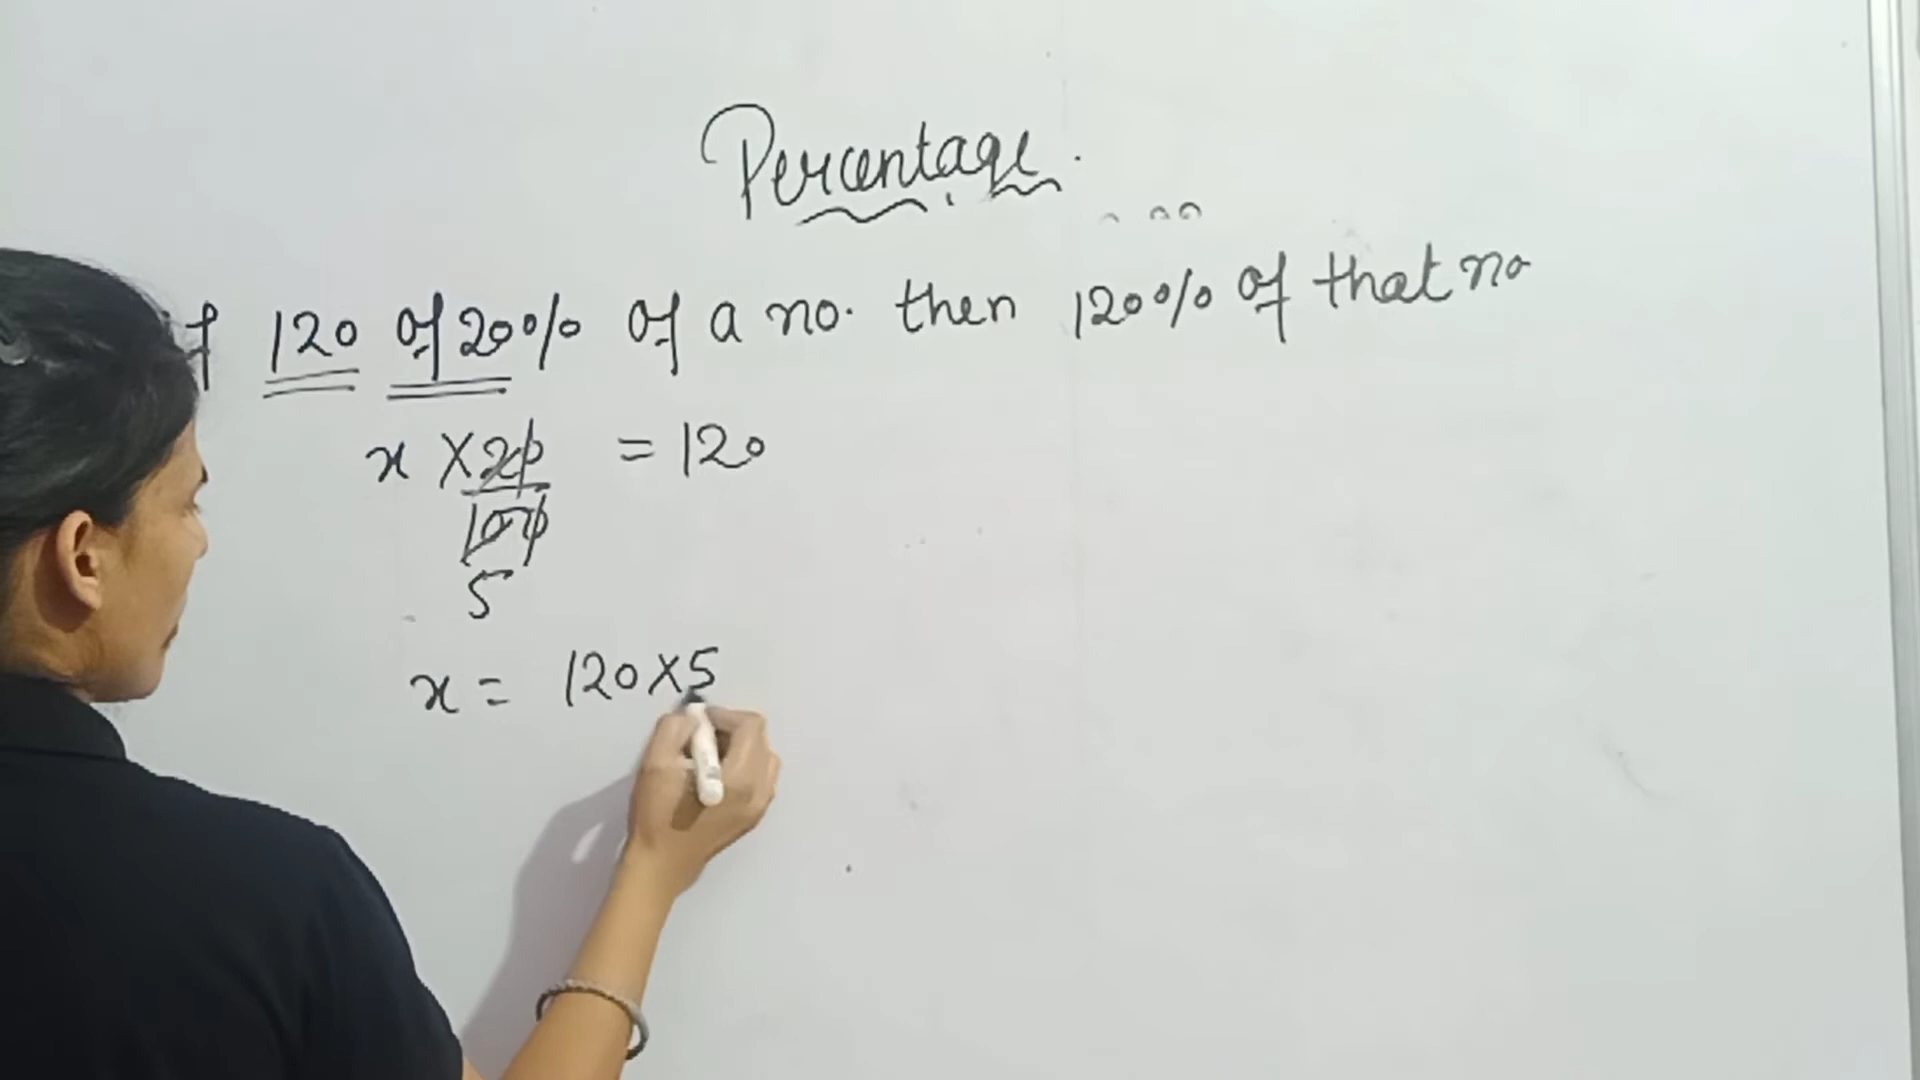 Percentage.
f 120 of 20% of a no. then 120% of that no
x × 20 = 120
100
5
x = 120×5